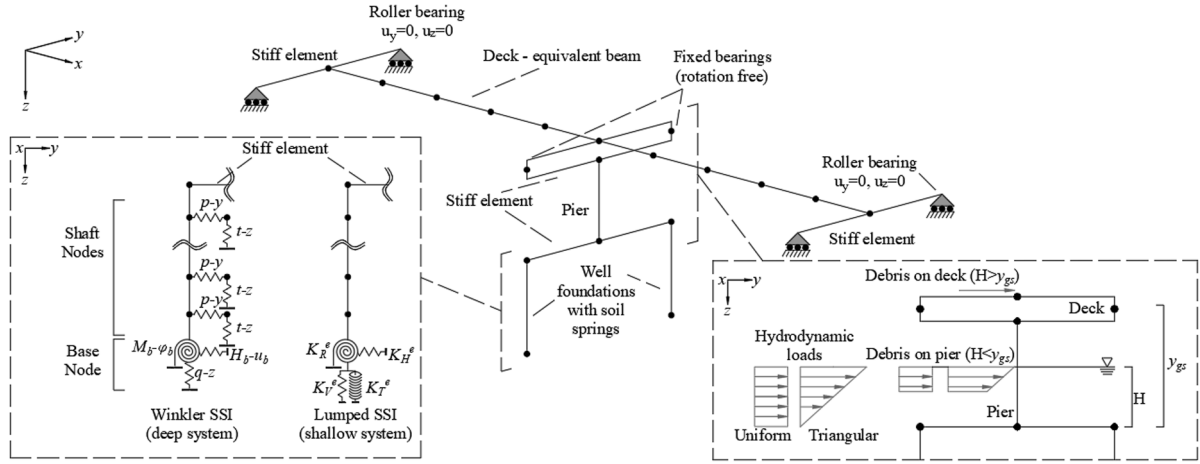 y
x
z
Roller bearing
u_y=0, u_z=0
Stiff element
Deck - equivalent beam
Fixed bearings
(rotation free)
Roller bearing
u_y=0, u_z=0
Stiff element
Stiff element
Pier
Well
foundations
with soil
springs
x
y
z
Stiff element
Shaft
Nodes
p-y
t-z
p-y
t-z
p-y
t-z
Base
Node
M_b-φ_b
H_b-u_b
q-z
K_R^e
K_H^e
K_V^e
K_T^e
Winkler SSI
(deep system)
Lumped SSI
(shallow system)
x
y
z
Debris on deck (H>y_gs)
Deck
Hydrodynamic
loads
Debris on pier (H<y_gs)
y_gs
H
Pier
Uniform
Triangular